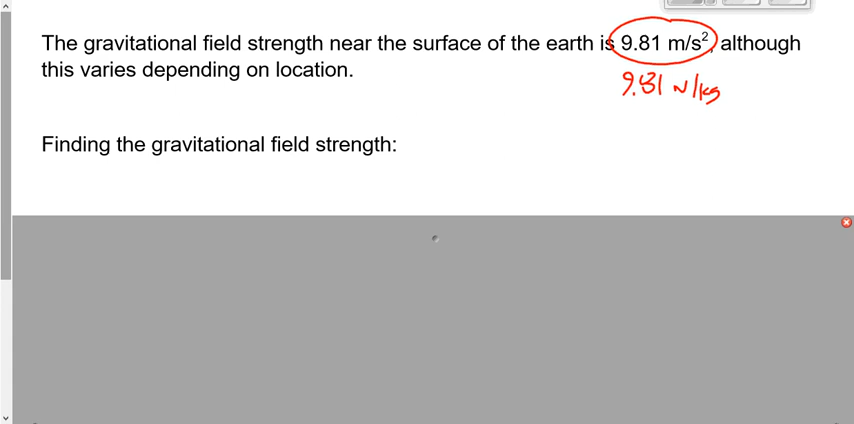 The gravitational field strength near the surface of the earth is 9.81 m/s², although
this varies depending on location.
9.81 N/kg
Finding the gravitational field strength: